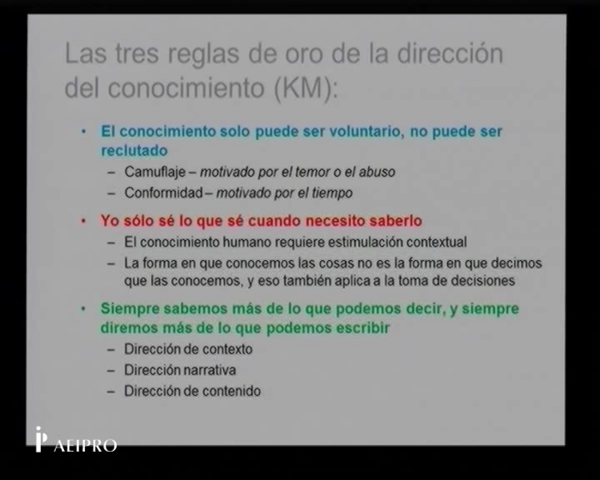 Las tres reglas de oro de la dirección
del conocimiento (KM):
• El conocimiento solo puede ser voluntario, no puede ser
reclutado
– Camuflaje – motivado por el temor o el abuso
– Conformidad – motivado por el tiempo
• Yo sólo sé lo que sé cuando necesito saberlo
– El conocimiento humano requiere estimulación contextual
– La forma en que conocemos las cosas no es la forma en que decimos
que las conocemos, y eso también aplica a la toma de decisiones
• Siempre sabemos más de lo que podemos decir, y siempre
diremos más de lo que podemos escribir
– Dirección de contexto
– Dirección narrativa
– Dirección de contenido
AEIPRO